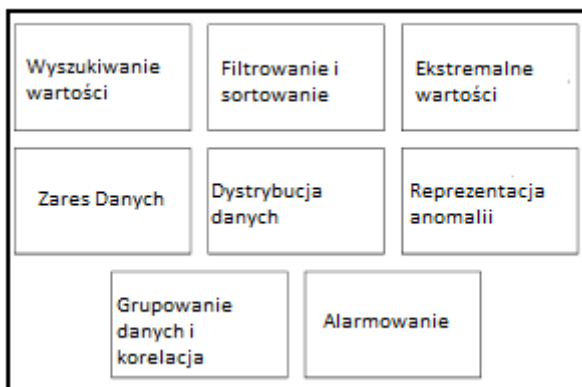 Wyszukiwanie
wartości
Filtrowanie i
sortowanie
Ekstremalne
wartości
Zares Danych
Dystrybucja
danych
Reprezentacja
anomalii
Grupowanie
danych i
korelacja
Alarmowanie